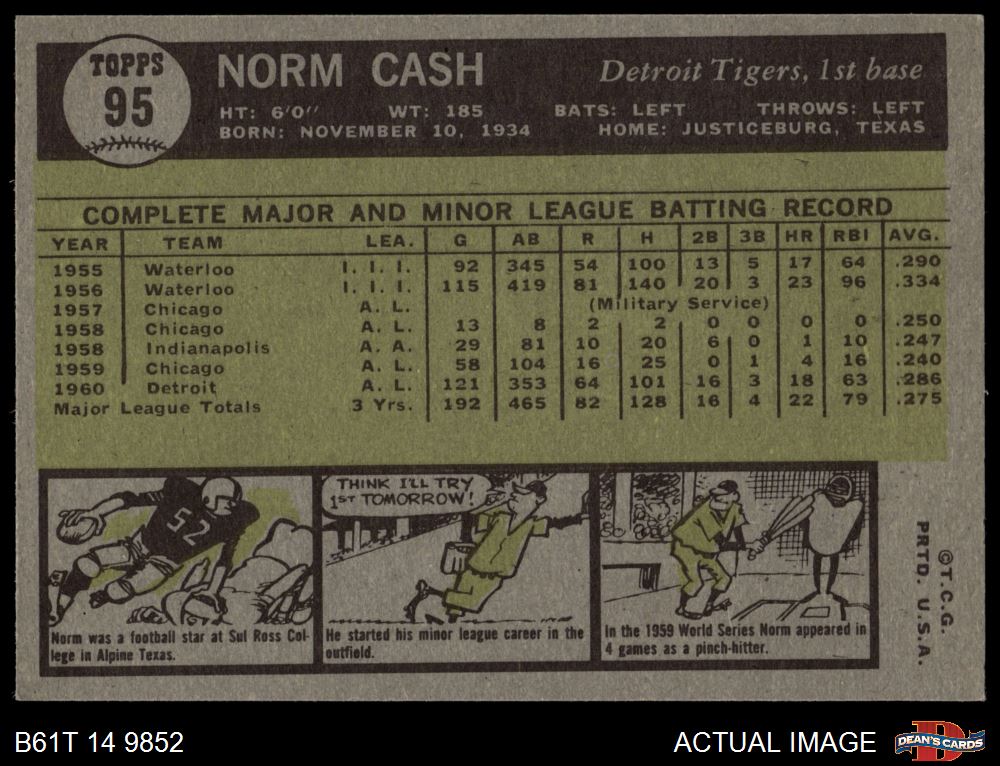 TOPPS
95
NORM CASH
Detroit Tigers, 1st base
HT: 6'0" WT: 185 BATS: LEFT THROWS: LEFT
BORN: NOVEMBER 10, 1934 HOME: JUSTICEBURG, TEXAS
COMPLETE MAJOR AND MINOR LEAGUE BATTING RECORD
YEAR TEAM LEA. G AB R H 2B 3B HR RBI AVG.
1955 Waterloo I. I. I. 92 345 54 100 13 5 17 64 .290
1956 Waterloo I. I. I. 115 419 81 140 20 3 23 96 .334
1957 Chicago A. L. (Military Service)
1958 Chicago A. L. 13 8 2 2 0 0 0 0 .250
1958 Indianapolis A. A. 29 81 10 20 6 0 1 10 .247
1959 Chicago A. L. 58 104 16 25 0 1 4 16 .240
1960 Detroit A. L. 121 353 64 101 16 3 18 63 .286
Major League Totals 3 Yrs. 192 465 82 128 16 4 22 79 .275
52
Norm was a football star at Sul Ross Col-
lege in Alpine Texas.
THINK I'LL TRY
1ST TOMORROW!
He started his minor league career in the
outfield.
In the 1959 World Series Norm appeared in
4 games as a pinch-hitter.
©T.C.G.
PRTD. U.S.A.
B61T 14 9852
ACTUAL IMAGE
DEAN'S CARDS